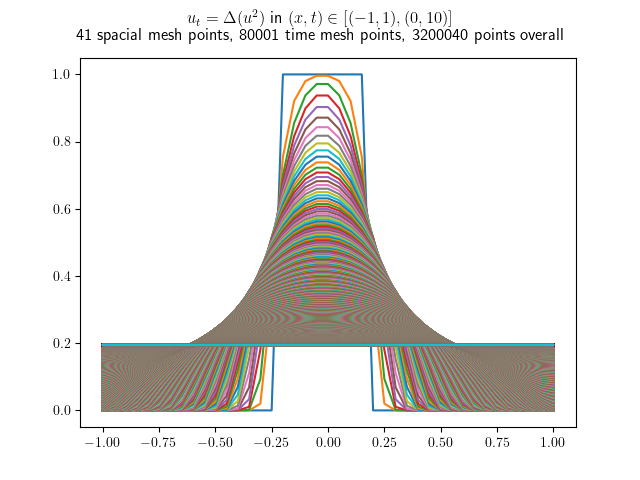 $u_t = \Delta(u^2)$ in $(x, t) \in [(-1, 1), (0, 10)]$
41 spacial mesh points, 80001 time mesh points, 3200040 points overall
1.0
0.8
0.6
0.4
0.2
0.0
−1.00 −0.75 −0.50 −0.25 0.00 0.25 0.50 0.75 1.00